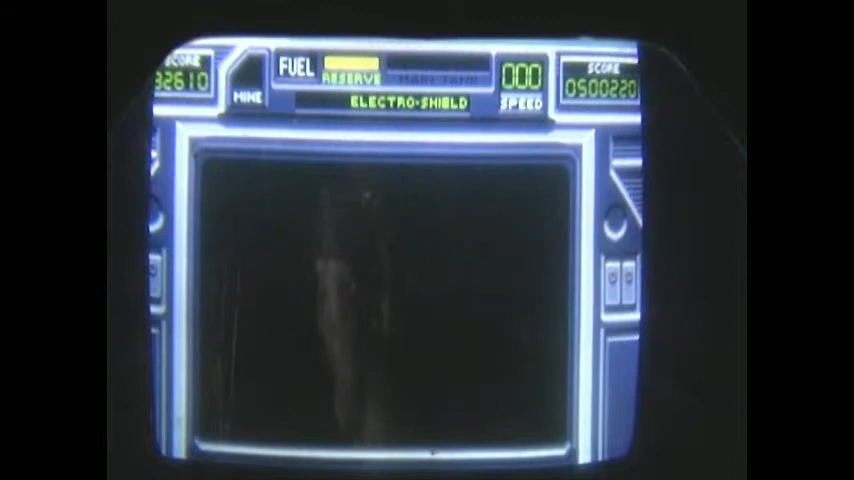 SCORE
32610
MINE
FUEL
RESERVE
MAIN TANK
ELECTRO-SHIELD
000
SPEED
SCORE
0500220